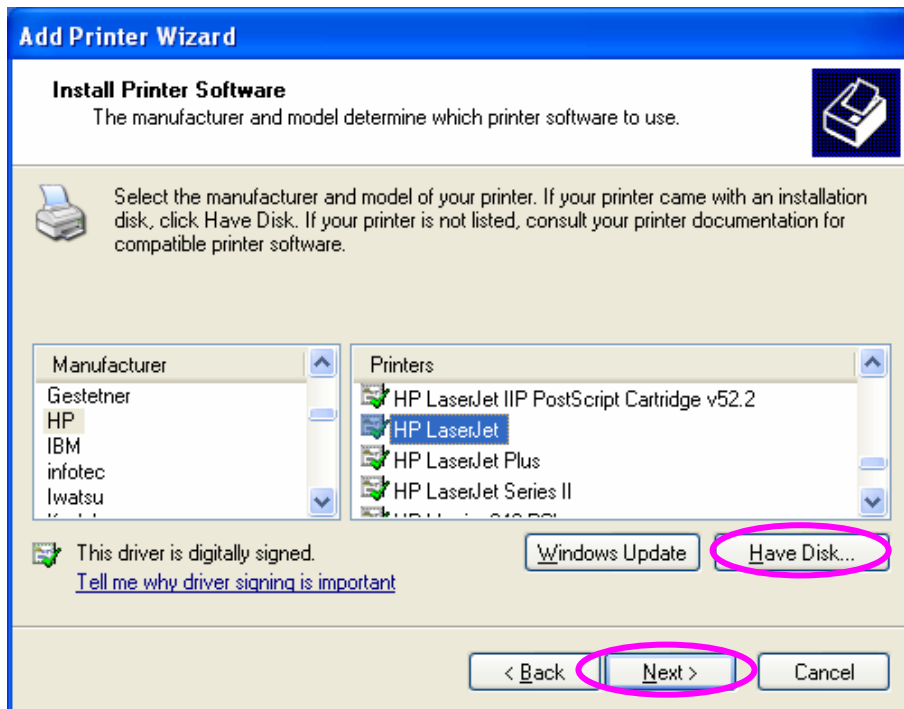 Add Printer Wizard
Install Printer Software
The manufacturer and model determine which printer software to use.
Select the manufacturer and model of your printer. If your printer came with an installation
disk, click Have Disk. If your printer is not listed, consult your printer documentation for
compatible printer software.
Manufacturer
Gestetner
HP
IBM
infotec
Iwatsu
Printers
HP LaserJet IIP PostScript Cartridge v52.2
HP LaserJet
HP LaserJet Plus
HP LaserJet Series II
This driver is digitally signed.
Tell me why driver signing is important
Windows Update
Have Disk...
< Back
Next >
Cancel